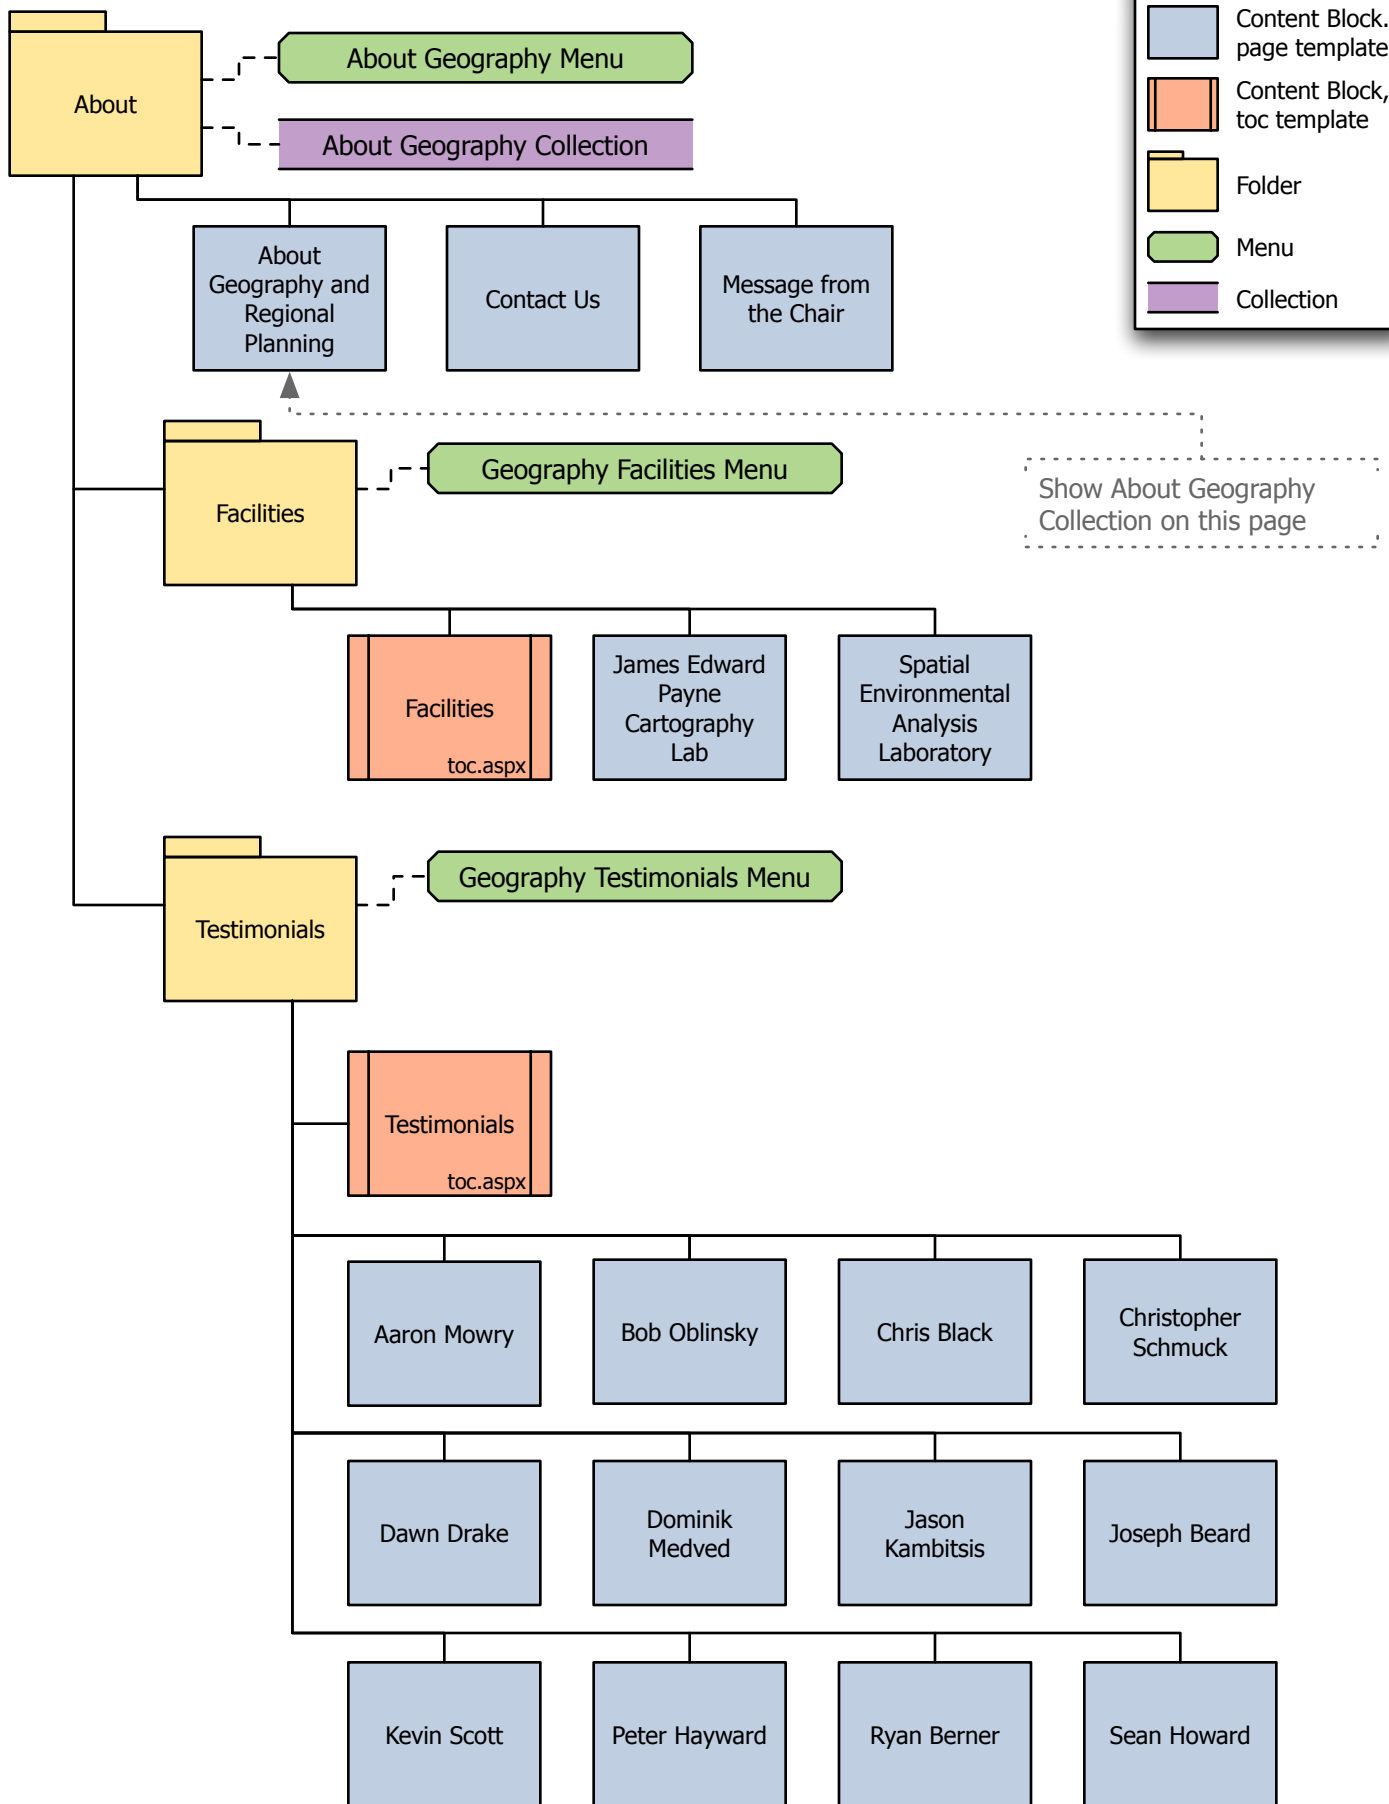 About Geography Menu
About
About Geography Collection
Content Block.
page template
Content Block,
toc template
Folder
Menu
Collection
About
Geography and
Regional
Planning
Contact Us
Message from
the Chair
Facilities
Geography Facilities Menu
Show About Geography
Collection on this page
Facilities
toc.aspx
James Edward
Payne
Cartography
Lab
Spatial
Environmental
Analysis
Laboratory
Testimonials
Geography Testimonials Menu
Testimonials
toc.aspx
Aaron Mowry
Bob Oblinsky
Chris Black
Christopher
Schmuck
Dawn Drake
Dominik
Medved
Jason
Kambitsis
Joseph Beard
Kevin Scott
Peter Hayward
Ryan Berner
Sean Howard